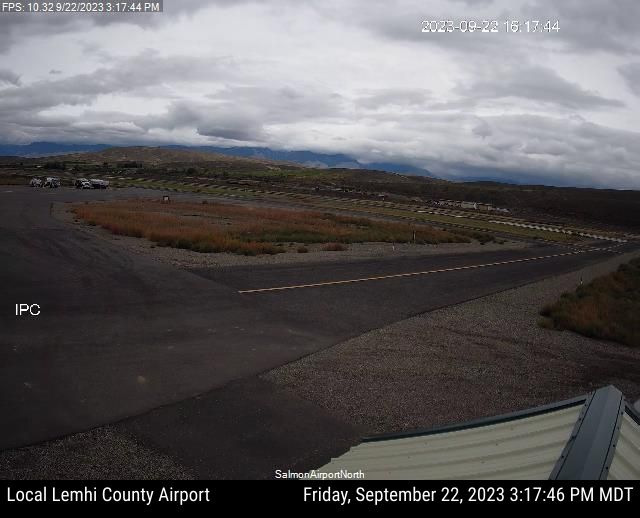 FPS: 10.32 9/22/2023 3:17:44 PM
2023-09-22 15:17:44
IPC
SalmonAirportNorth
Local Lemhi County Airport Friday, September 22, 2023 3:17:46 PM MDT